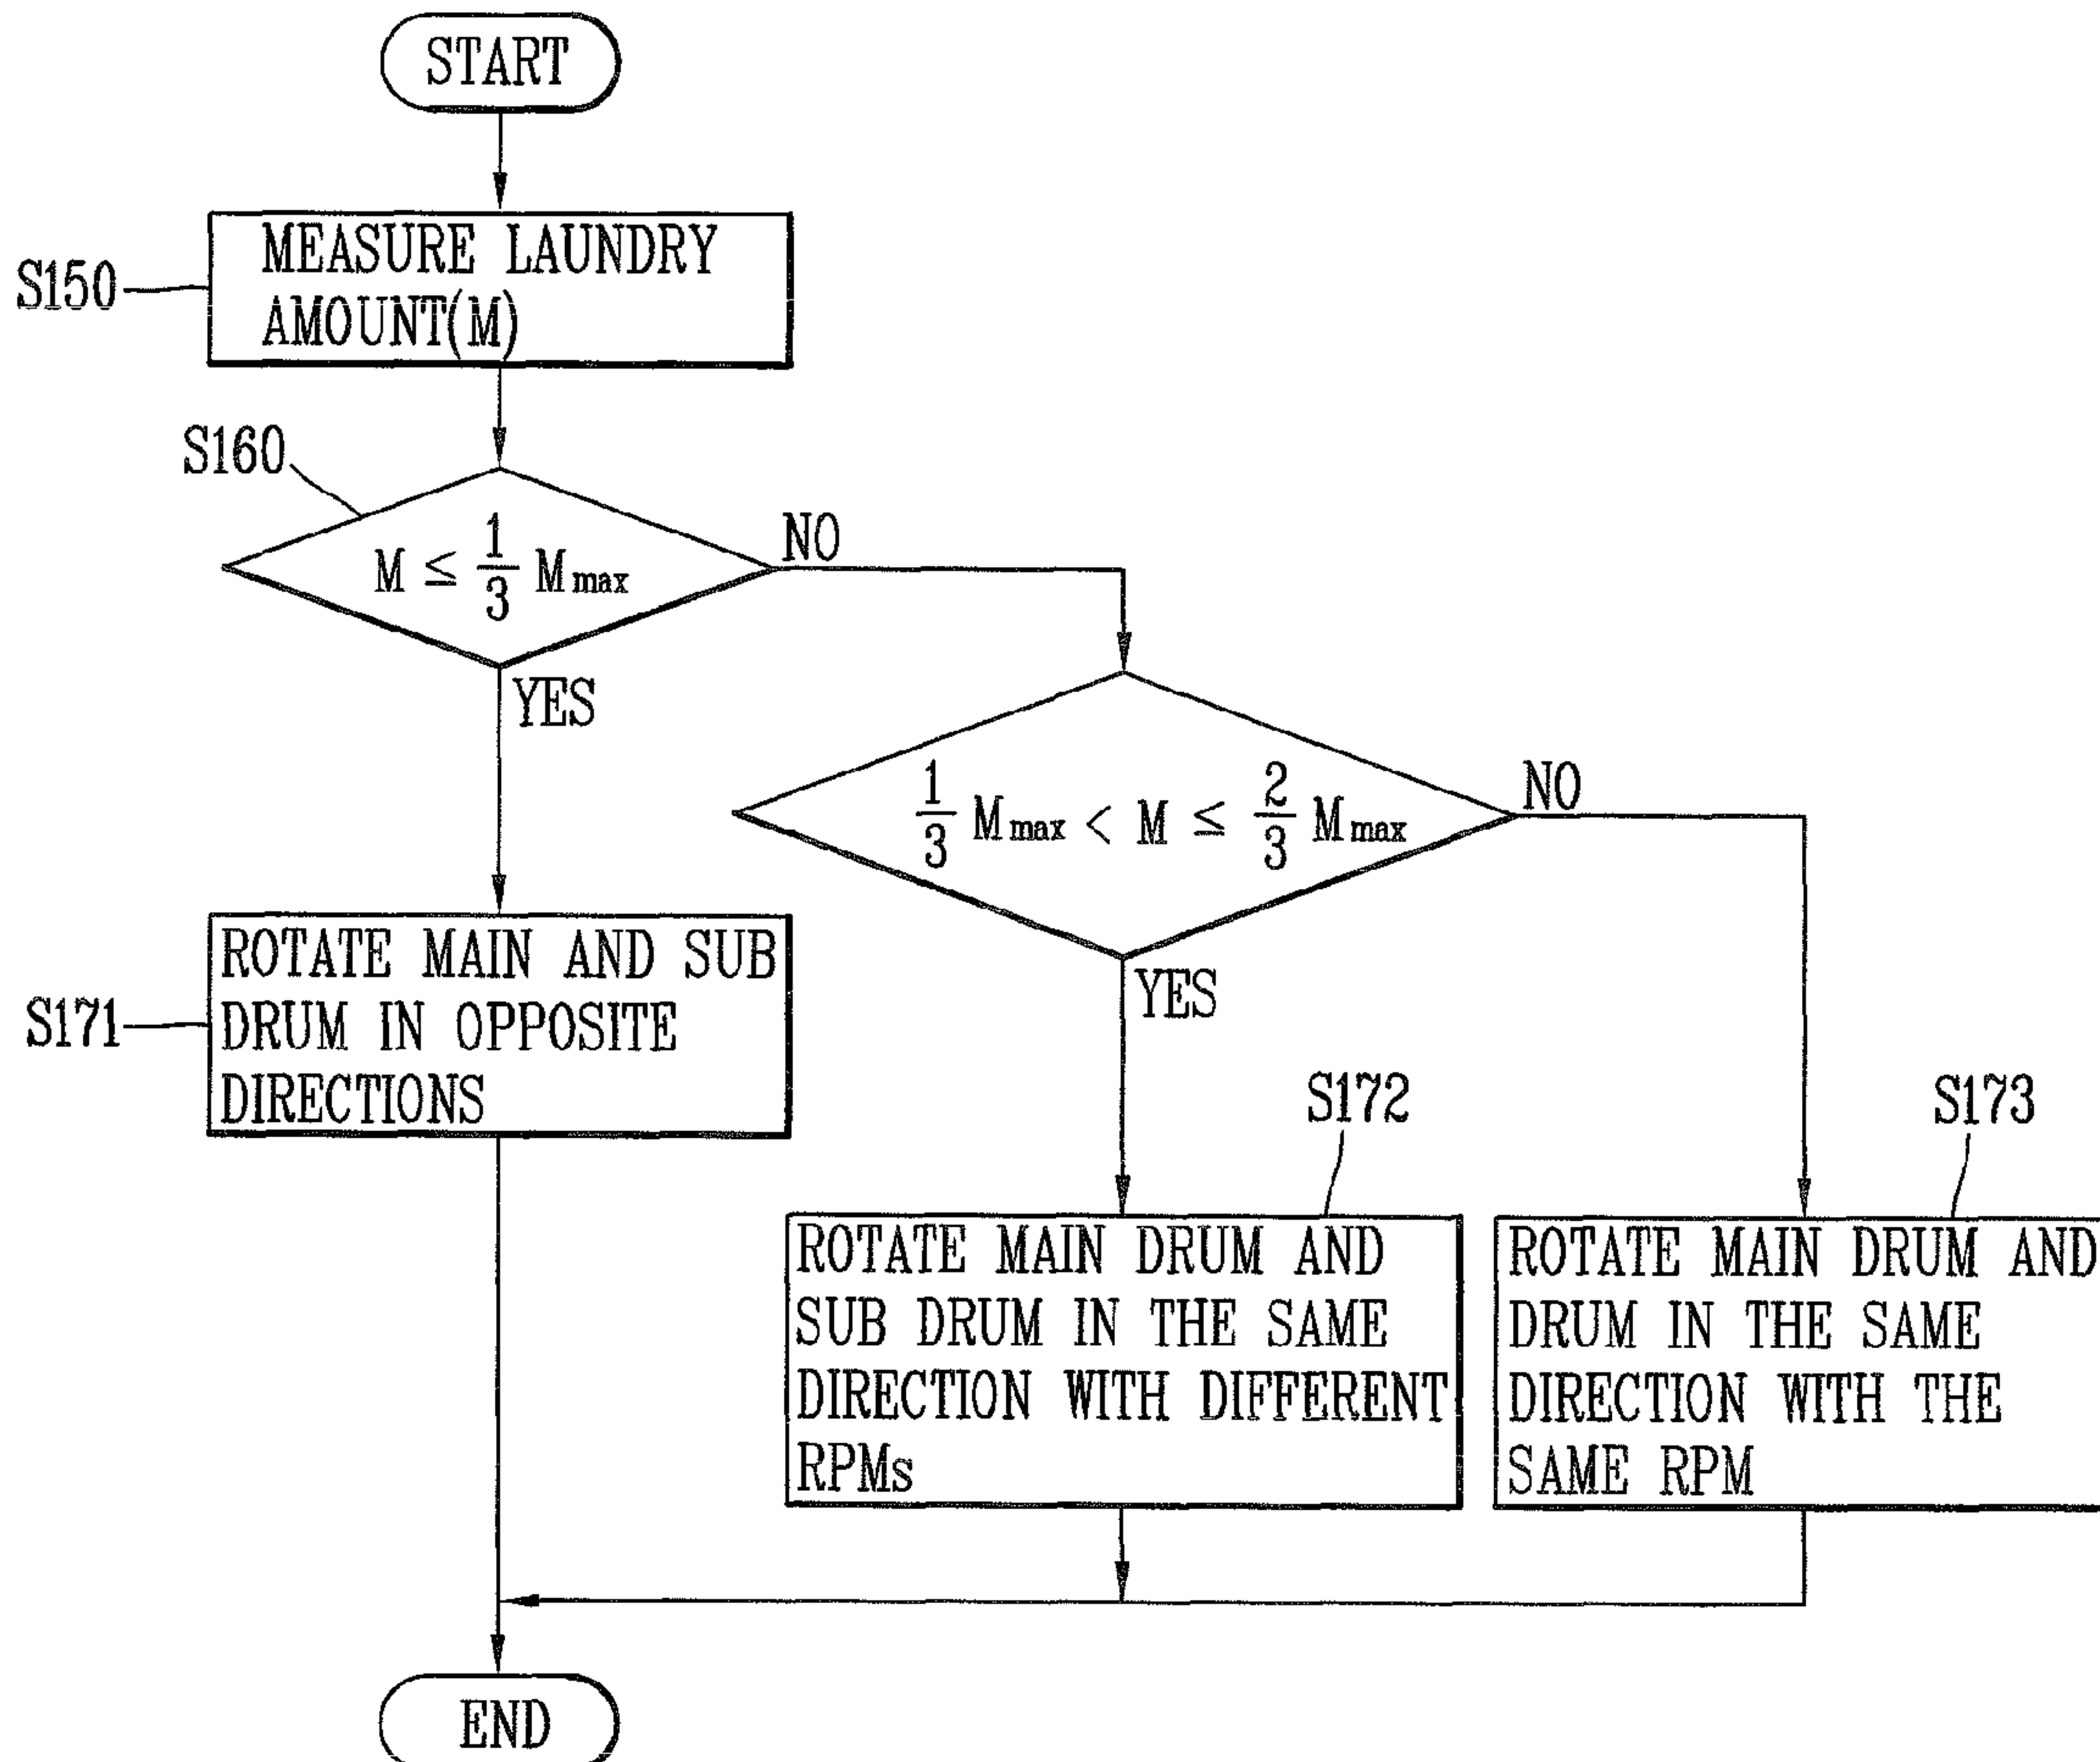 START
S150
MEASURE LAUNDRY
AMOUNT(M)
S160
M ≤ 1/3 Mmax
NO
YES
1/3 Mmax < M ≤ 2/3 Mmax
NO
YES
S171
ROTATE MAIN AND SUB
DRUM IN OPPOSITE
DIRECTIONS
S172
ROTATE MAIN DRUM AND
SUB DRUM IN THE SAME
DIRECTION WITH DIFFERENT
RPMs
S173
ROTATE MAIN DRUM AND
DRUM IN THE SAME
DIRECTION WITH THE
SAME RPM
END